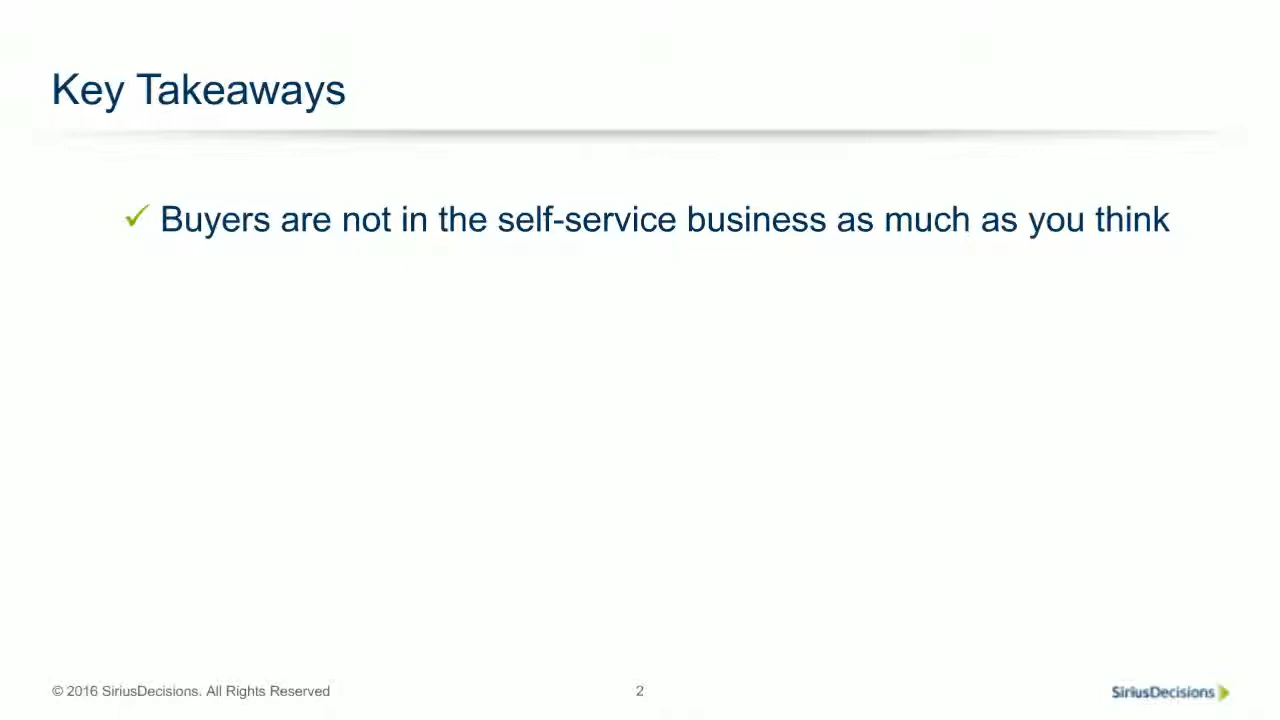 Key Takeaways
✓ Buyers are not in the self-service business as much as you think
© 2016 SiriusDecisions. All Rights Reserved
2
SiriusDecisions